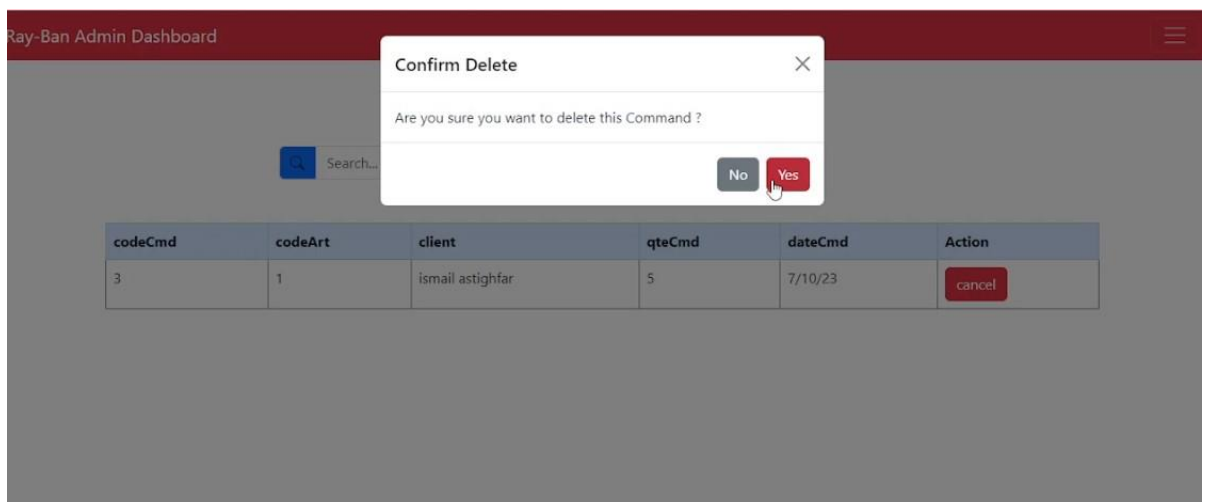 Ray-Ban Admin Dashboard
Confirm Delete
Are you sure you want to delete this Command ?
Search...
No Yes
codeCmd codeArt client qteCmd dateCmd Action
3 1 ismail astighfar 5 7/10/23 cancel